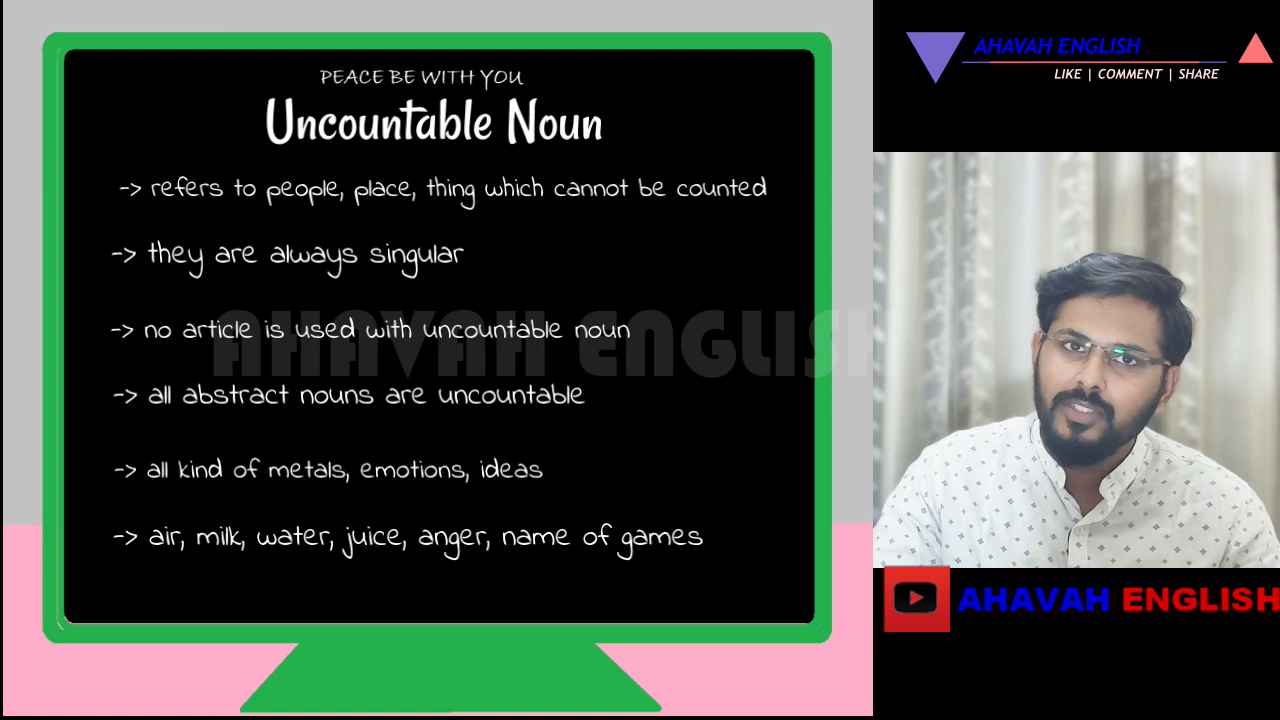 PEACE BE WITH YOU
Uncountable Noun
-> refers to people, place, thing which cannot be counted
-> they are always singular
-> no article is used with uncountable noun
-> all abstract nouns are uncountable
-> all kind of metals, emotions, ideas
-> air, milk, water, juice, anger, name of games
AHAVAH ENGLISH
AHAVAH ENGLISH
LIKE | COMMENT | SHARE
AHAVAH ENGLISH